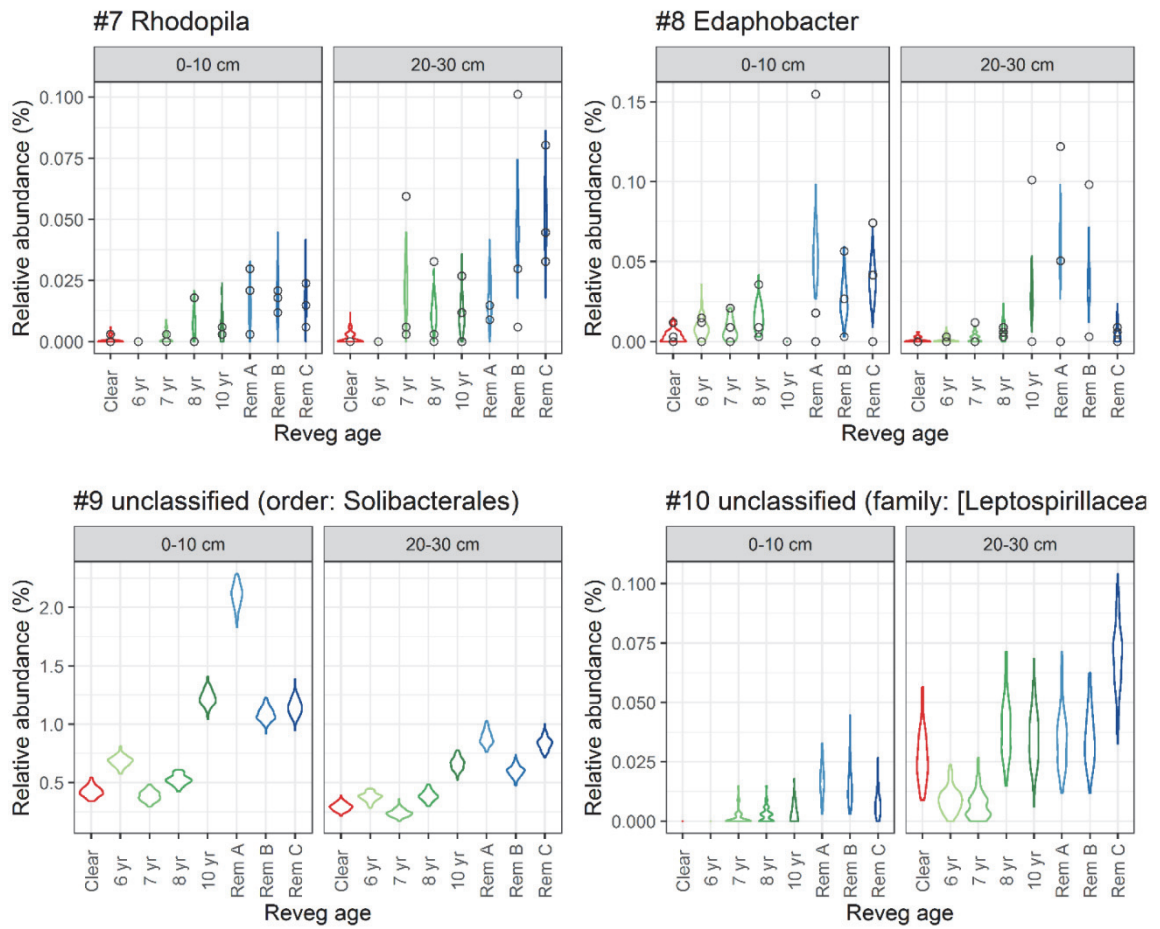 #7 Rhodopila
0-10 cm 20-30 cm
Relative abundance (%)
0.100
0.075
0.050
0.025
0.000
Clear 6 yr 7 yr 8 yr 10 yr Rem A Rem B Rem C Clear 6 yr 7 yr 8 yr 10 yr Rem A Rem B Rem C
Reveg age
#8 Edaphobacter
0-10 cm 20-30 cm
Relative abundance (%)
0.15
0.10
0.05
0.00
Clear 6 yr 7 yr 8 yr 10 yr Rem A Rem B Rem C Clear 6 yr 7 yr 8 yr 10 yr Rem A Rem B Rem C
Reveg age
#9 unclassified (order: Solibacterales)
0-10 cm 20-30 cm
Relative abundance (%)
2.0
1.5
1.0
0.5
Clear 6 yr 7 yr 8 yr 10 yr Rem A Rem B Rem C Clear 6 yr 7 yr 8 yr 10 yr Rem A Rem B Rem C
Reveg age
#10 unclassified (family: [Leptospirillacea
0-10 cm 20-30 cm
Relative abundance (%)
0.100
0.075
0.050
0.025
0.000
Clear 6 yr 7 yr 8 yr 10 yr Rem A Rem B Rem C Clear 6 yr 7 yr 8 yr 10 yr Rem A Rem B Rem C
Reveg age